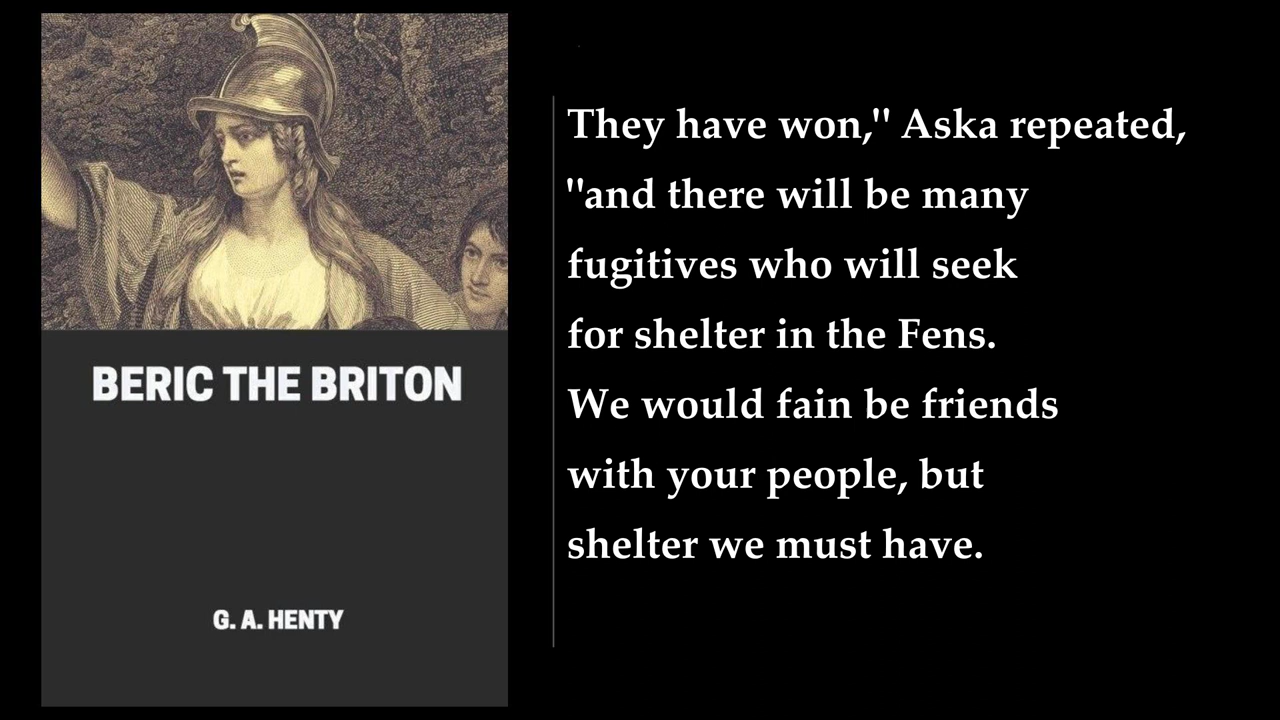 BERIC THE BRITON
G. A. HENTY
They have won," Aska repeated,
"and there will be many
fugitives who will seek
for shelter in the Fens.
We would fain be friends
with your people, but
shelter we must have.